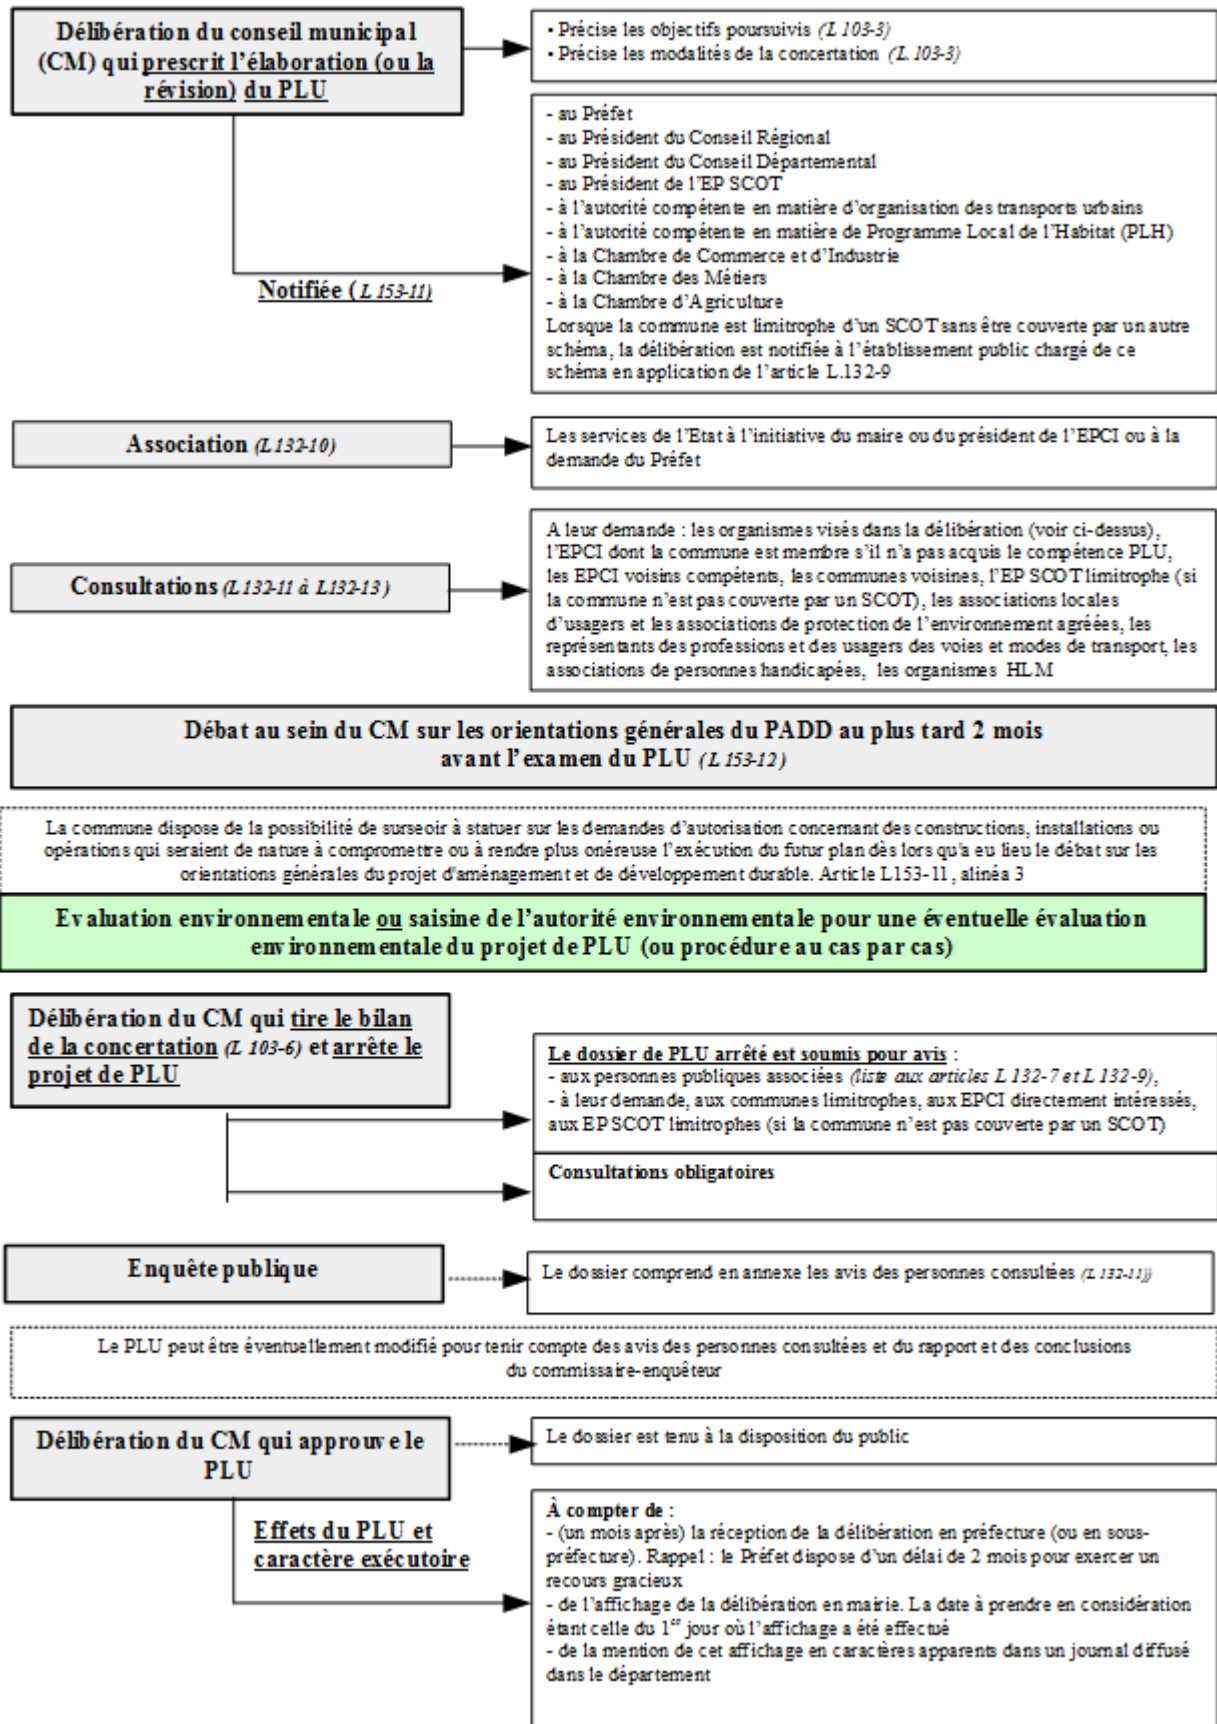 Délibération du conseil municipal
(CM) qui prescrit l'élaboration (ou la
révision) du PLU
▪ Précise les objectifs poursuivis (L 103-3)
▪ Précise les modalités de la concertation (L. 103-3)
- au Préfet
- au Président du Conseil Régional
- au Président du Conseil Départemental
- au Président de l'EP SCOT
- à l'autorité compétente en matière d'organisation des transports urbains
- à l'autorité compétente en matière de Programme Local de l'Habitat (PLH)
- à la Chambre de Commerce et d'Industrie
- à la Chambre des Métiers
- à la Chambre d'Agriculture
Lorsque la commune est limitrophe d'un SCOT sans être couverte par un autre
schéma, la délibération est notifiée à l'établissement public chargé de ce
schéma en application de l'article L.132-9
Notifiée ( L 153-11)
Association (L132-10)
Les services de l'Etat à l'initiative du maire ou du président de l'EPCI ou à la
demande du Préfet
Consultations (L132-11 à L132-13)
A leur demande : les organismes visés dans la délibération (voir ci-dessus),
l'EPCI dont la commune est membre s'il n'a pas acquis le compétence PLU,
les EPCI voisins compétents, les communes voisines, l'EP SCOT limitrophe (si
la commune n'est pas couverte par un SCOT), les associations locales
d'usagers et les associations de protection de l'environnement agréées, les
représentants des professions et des usagers des voies et modes de transport, les
associations de personnes handicapées, les organismes HLM
Débat au sein du CM sur les orientations générales du PADD au plus tard 2 mois
avant l'examen du PLU (L 153-12)
La commune dispose de la possibilité de surseoir à statuer sur les demandes d'autorisation concernant des constructions, installations ou
opérations qui seraient de nature à compromettre ou à rendre plus onéreuse l'exécution du futur plan dès lors qu'a eu lieu le débat sur les
orientations générales du projet d'aménagement et de développement durable. Article L153-11, alinéa 3
Evaluation environnementale ou saisine de l'autorité environnementale pour une éventuelle évaluation
environnementale du projet de PLU (ou procédure au cas par cas)
Délibération du CM qui tire le bilan
de la concertation (L 103-6) et arrête le
projet de PLU
Le dossier de PLU arrêté est soumis pour avis :
- aux personnes publiques associées (liste aux articles L 132-7 et L 132-9),
- à leur demande, aux communes limitrophes, aux EPCI directement intéressés,
aux EP SCOT limitrophes (si la commune n'est pas couverte par un SCOT)
Consultations obligatoires
Enquête publique
Le dossier comprend en annexe les avis des personnes consultées (L 132-11))
Le PLU peut être éventuellement modifié pour tenir compte des avis des personnes consultées et du rapport et des conclusions
du commissaire-enquêteur
Délibération du CM qui approuve le
PLU
Le dossier est tenu à la disposition du public
Effets du PLU et
caractère exécutoire
À compter de :
- (un mois après) la réception de la délibération en préfecture (ou en sous-
préfecture). Rappel : le Préfet dispose d'un délai de 2 mois pour exercer un
recours gracieux
- de l'affichage de la délibération en mairie. La date à prendre en considération
étant celle du 1er jour où l'affichage a été effectué
- de la mention de cet affichage en caractères apparents dans un journal diffusé
dans le département